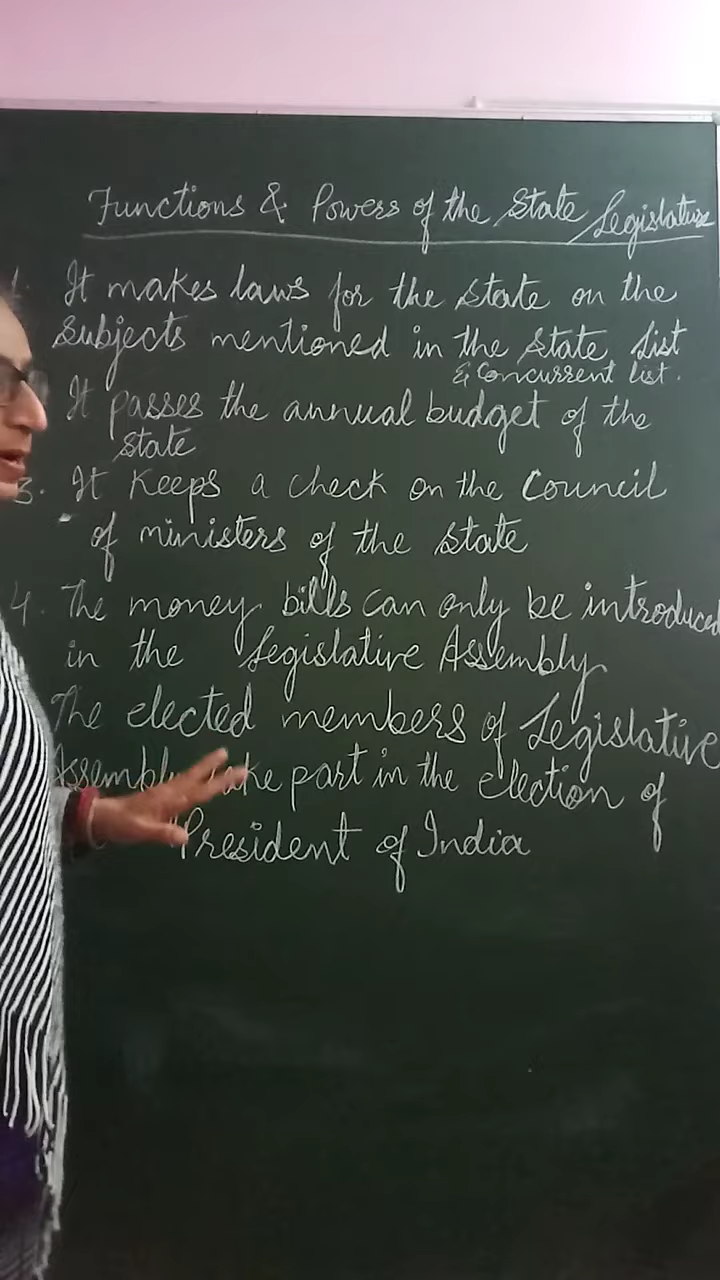 Functions & Powers of the State Legislature
1. It makes laws for the state on the
subjects mentioned in the state list
& Concurrent list.
It passes the annual budget of the
state
3. It keeps a check on the Council
of ministers of the state
4. The money bills can only be introduced
in the Legislative Assembly
The elected members of Legislative
Assembly take part in the election of
President of India